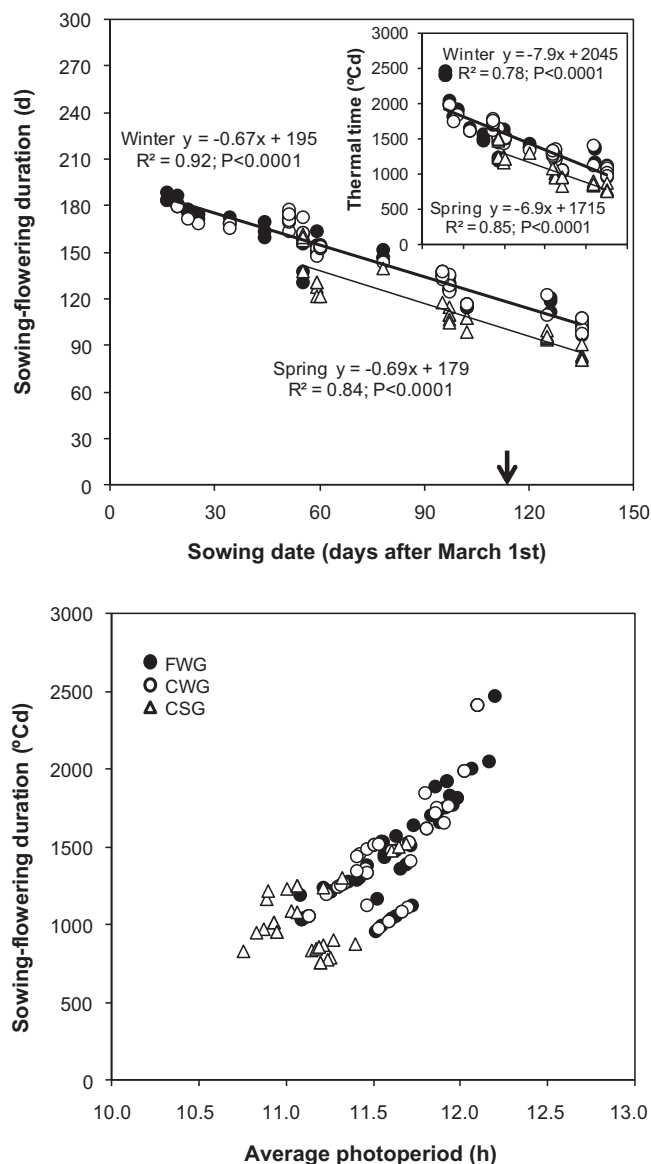 300
270
240
210
180
150
120
90
60
30
0
Sowing-flowering duration (d)
Winter y = -0.67x + 195
R² = 0.92; P<0.0001
Spring y = -0.69x + 179
R² = 0.84; P<0.0001
3000
2500
2000
1500
1000
500
0
Thermal time (ºCd)
Winter y=-7.9x + 2045
R² = 0.78; P<0.0001
Spring y=-6.9x + 1715
R² = 0.85; P<0.0001
0 30 60 90 120 150
Sowing date (days after March 1st)
3000
2500
2000
1500
1000
500
0
Sowing-flowering duration (ºCd)
FWG
CWG
CSG
10.0 10.5 11.0 11.5 12.0 12.5 13.0
Average photoperiod (h)